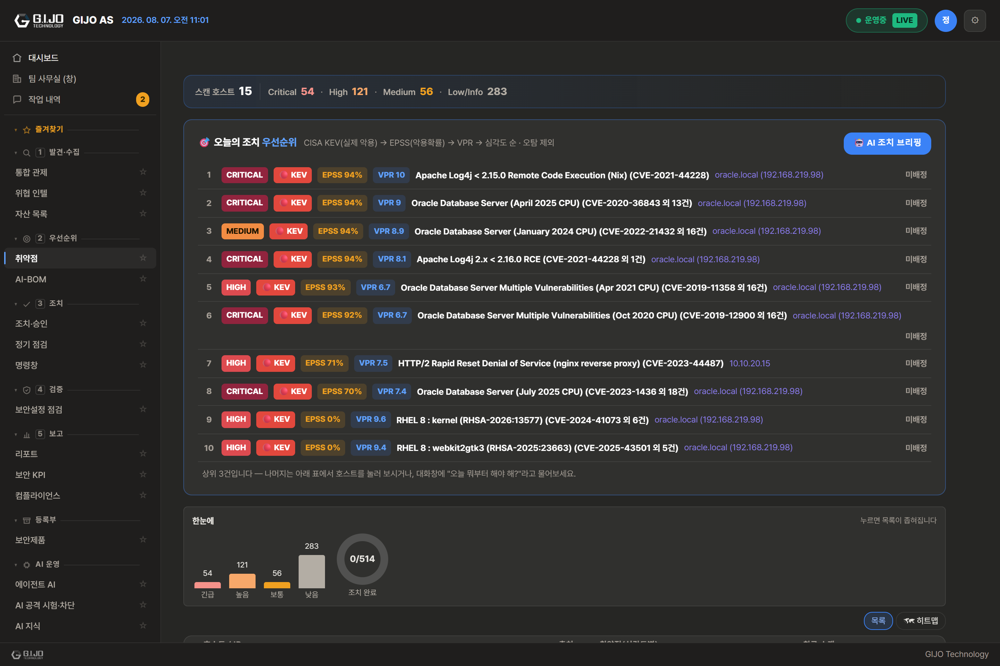 G.I.JO TECHNOLOGY GIJO AS 2026. 08. 07. 오전 11:01 운영중 LIVE 정
대시보드
팀 사무실 (창)
작업 내역 2
즐겨찾기
1 발견·수집
통합 관제
위협 인텔
자산 목록
2 우선순위
취약점
AI-BOM
3 조치
조치·승인
정기 점검
명령창
4 검증
보안설정 점검
5 보고
리포트
보안 KPI
컴플라이언스
등록부
보안제품
AI 운영
에이전트 AI
AI 공격 시험·차단
AI 지식
스캔 호스트 15 Critical 54 · High 121 · Medium 56 · Low/Info 283
오늘의 조치 우선순위 CISA KEV(실제 악용) → EPSS(악용확률) → VPR → 심각도 순 · 오탐 제외 AI 조치 브리핑
1 CRITICAL KEV EPSS 94% VPR 10 Apache Log4j < 2.15.0 Remote Code Execution (Nix) (CVE-2021-44228) oracle.local (192.168.219.98) 미배정
2 CRITICAL KEV EPSS 94% VPR 9 Oracle Database Server (April 2025 CPU) (CVE-2020-36843 외 13건) oracle.local (192.168.219.98) 미배정
3 MEDIUM KEV EPSS 94% VPR 8.9 Oracle Database Server (January 2024 CPU) (CVE-2022-21432 외 16건) oracle.local (192.168.219.98) 미배정
4 CRITICAL KEV EPSS 94% VPR 8.1 Apache Log4j 2.x < 2.16.0 RCE (CVE-2021-44228 외 1건) oracle.local (192.168.219.98) 미배정
5 HIGH KEV EPSS 93% VPR 6.7 Oracle Database Server Multiple Vulnerabilities (Apr 2021 CPU) (CVE-2019-11358 외 16건) oracle.local (192.168.219.98) 미배정
6 CRITICAL KEV EPSS 92% VPR 6.7 Oracle Database Server Multiple Vulnerabilities (Oct 2020 CPU) (CVE-2019-12900 외 16건) oracle.local (192.168.219.98)
미배정
7 HIGH KEV EPSS 71% VPR 7.5 HTTP/2 Rapid Reset Denial of Service (nginx reverse proxy) (CVE-2023-44487) 10.10.20.15 미배정
8 CRITICAL KEV EPSS 70% VPR 7.4 Oracle Database Server (July 2025 CPU) (CVE-2023-1436 외 18건) oracle.local (192.168.219.98) 미배정
9 HIGH KEV EPSS 0% VPR 9.6 RHEL 8 : kernel (RHSA-2026:13577) (CVE-2024-41073 외 6건) oracle.local (192.168.219.98) 미배정
10 HIGH KEV EPSS 0% VPR 9.4 RHEL 8 : webkit2gtk3 (RHSA-2025:23663) (CVE-2025-43501 외 5건) oracle.local (192.168.219.98) 미배정
상위 3건입니다 — 나머지는 아래 표에서 호스트를 눌러 보시거나, 대화창에 "오늘 뭐부터 해야 해?"라고 물어보세요.
한눈에 누르면 목록이 좁혀집니다
54 121 56 283 0/514
긴급 높음 보통 낮음 조치 완료
목록 히트맵
G.I.JO TECHNOLOGY GIJO Technology